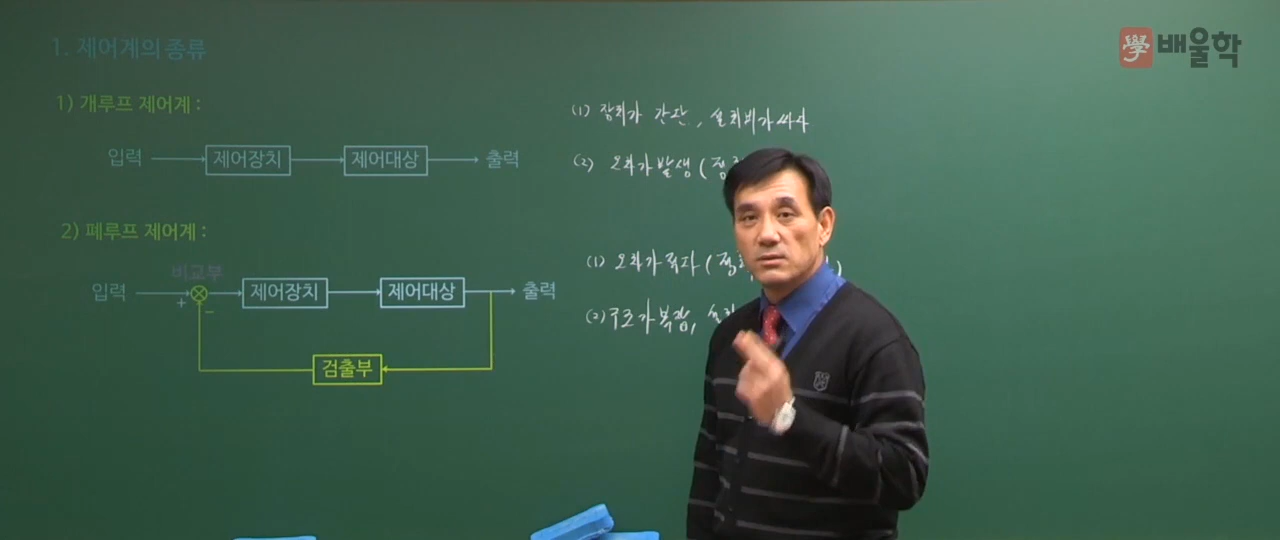 學 배울학
1. 제어계의 종류
1) 개루프 제어계 :
입력 제어장치 제어대상 출력
(1) 장치가 간단, 설치비가 싸다
(2) 오차가 발생 (정
2) 폐루프 제어계 :
비교부
입력 + - 제어장치 제어대상 출력
검출부
(1) 오차가 적다 (정
(2) 구조가 복잡,